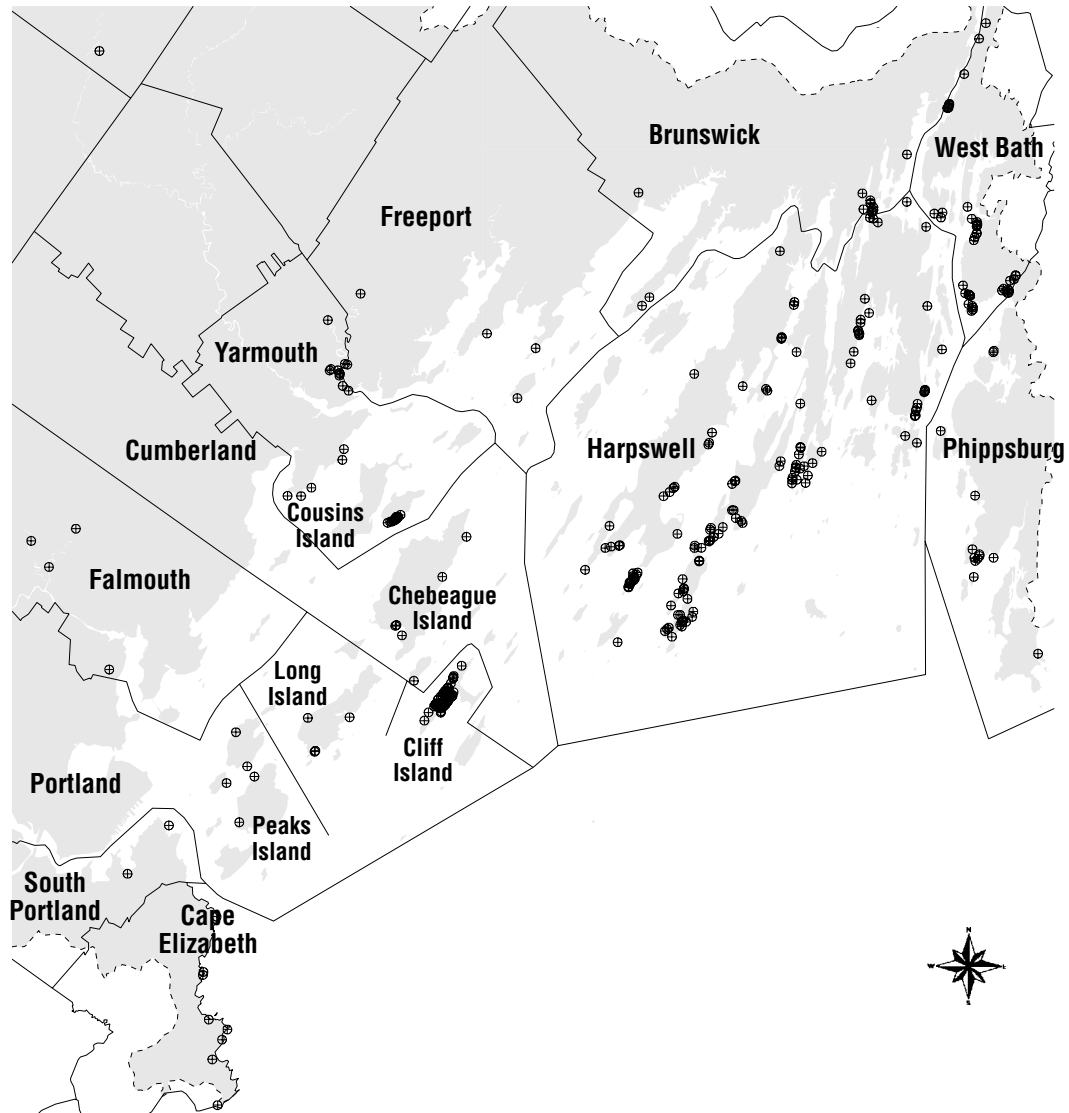 Brunswick
West Bath
Freeport
Yarmouth
Cumberland
Harpswell
Phippsburg
Cousins
Island
Falmouth
Chebeague
Island
Long
Island
Cliff
Island
Portland
Peaks
Island
South
Portland
Cape
Elizabeth
N
W
E
S